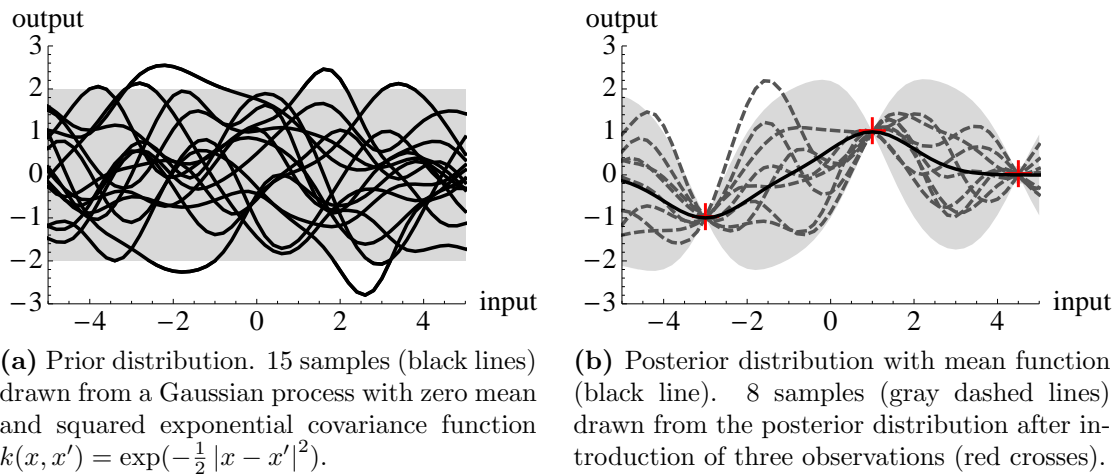 output
3
2
1
0
−1
−2
−3
−4 −2 0 2 4
input
(a) Prior distribution. 15 samples (black lines)
drawn from a Gaussian process with zero mean
and squared exponential covariance function
k(x, x′) = exp(−½ |x − x′|²).
output
3
2
1
0
−1
−2
−3
−4 −2 0 2 4
input
(b) Posterior distribution with mean function
(black line). 8 samples (gray dashed lines)
drawn from the posterior distribution after in-
troduction of three observations (red crosses).